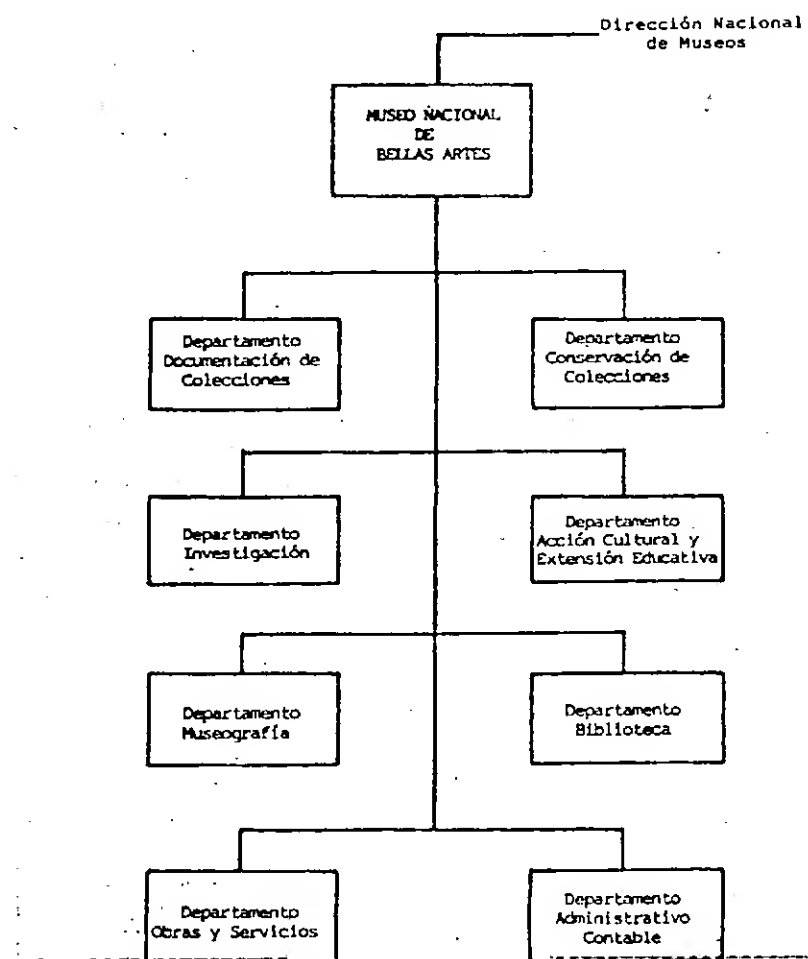 Dirección Nacional
de Museos
MUSEO NACIONAL
DE
BELLAS ARTES
Departamento
Documentación de
Colecciones
Departamento
Conservación de
Colecciones
Departamento
Investigación
Departamento
Acción Cultural y
Extensión Educativa
Departamento
Museografía
Departamento
Biblioteca
Departamento
Obras y Servicios
Departamento
Administrativo
Contable